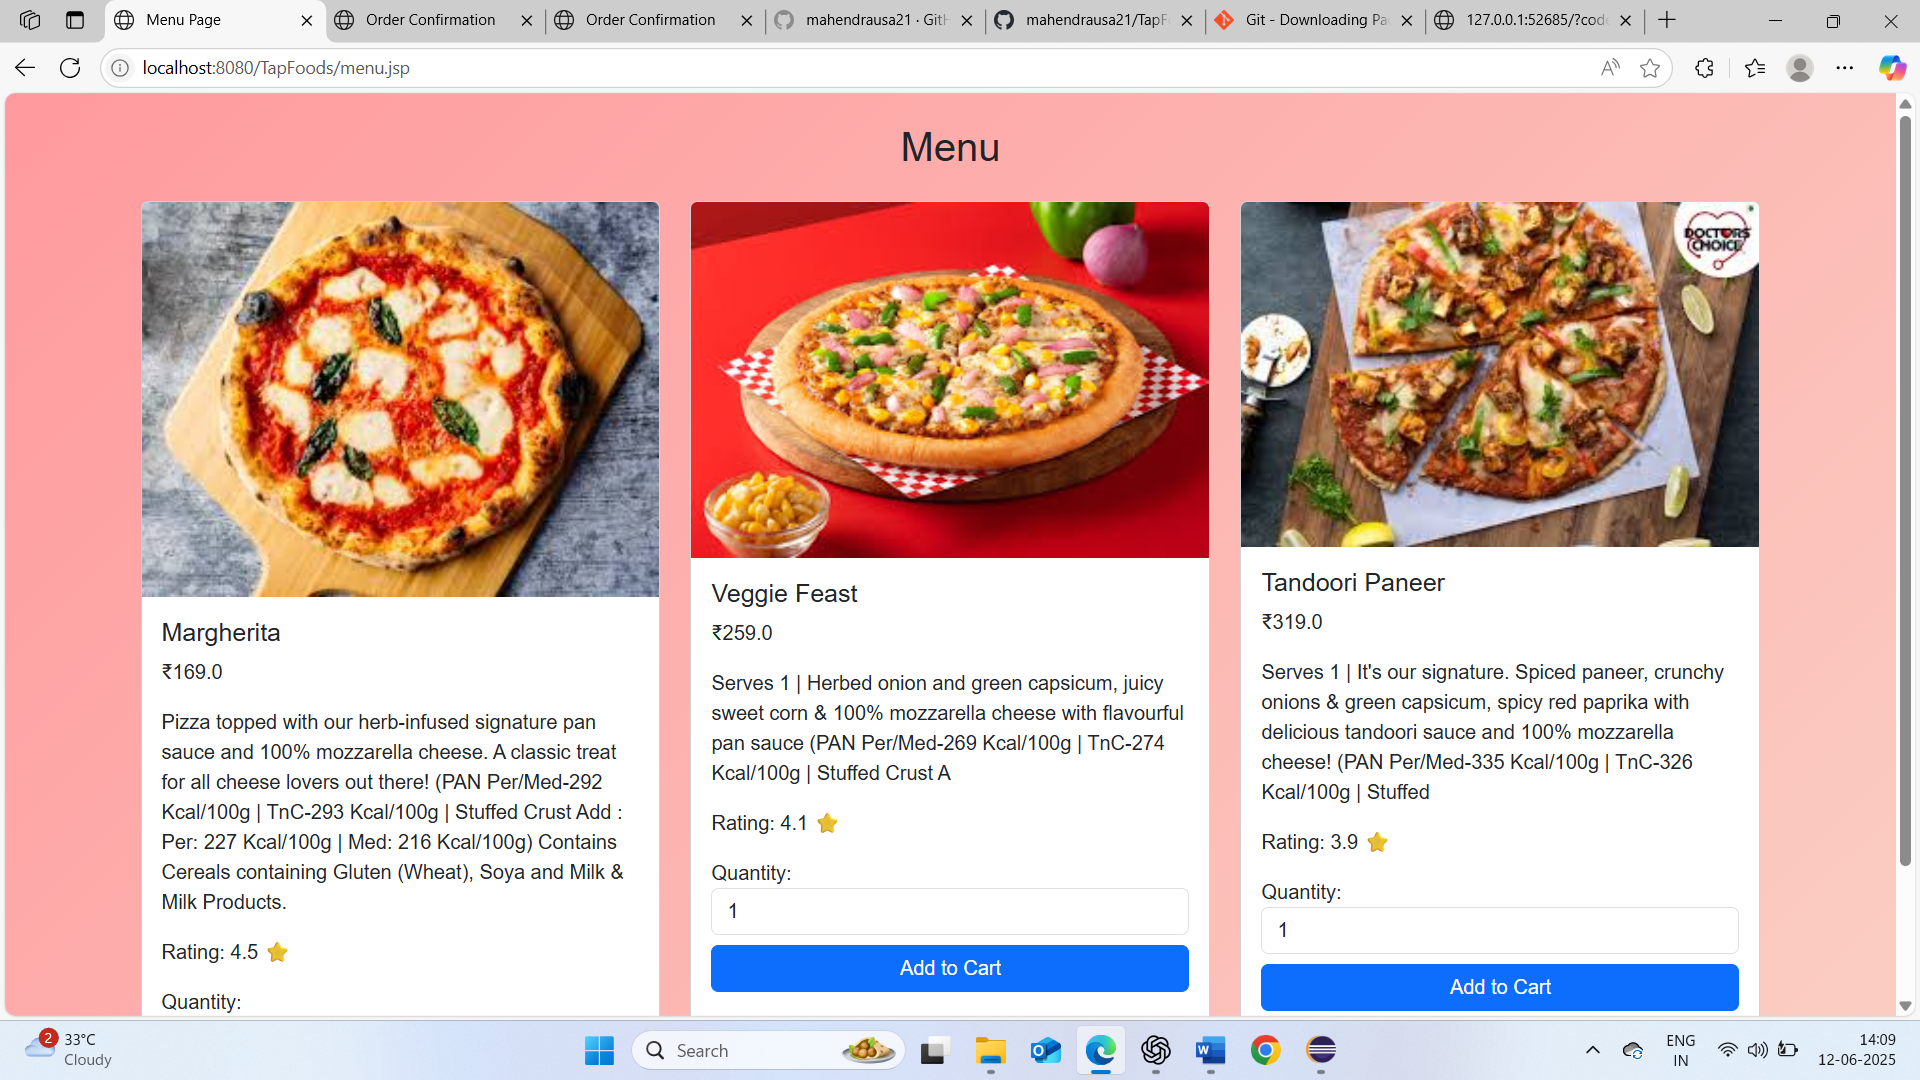 Menu Page
Order Confirmation
Order Confirmation
mahendrausa21 · GitH
mahendrausa21/TapF
Git - Downloading Pa
127.0.0.1:52685/?cod
localhost:8080/TapFoods/menu.jsp
Menu
DOCTORS'
CHOICE
Margherita
₹169.0
Pizza topped with our herb-infused signature pan
sauce and 100% mozzarella cheese. A classic treat
for all cheese lovers out there! (PAN Per/Med-292
Kcal/100g | TnC-293 Kcal/100g | Stuffed Crust Add :
Per: 227 Kcal/100g | Med: 216 Kcal/100g) Contains
Cereals containing Gluten (Wheat), Soya and Milk &
Milk Products.
Rating: 4.5 ⭐
Quantity:
Veggie Feast
₹259.0
Serves 1 | Herbed onion and green capsicum, juicy
sweet corn & 100% mozzarella cheese with flavourful
pan sauce (PAN Per/Med-269 Kcal/100g | TnC-274
Kcal/100g | Stuffed Crust A
Rating: 4.1 ⭐
Quantity:
1
Add to Cart
Tandoori Paneer
₹319.0
Serves 1 | It's our signature. Spiced paneer, crunchy
onions & green capsicum, spicy red paprika with
delicious tandoori sauce and 100% mozzarella
cheese! (PAN Per/Med-335 Kcal/100g | TnC-326
Kcal/100g | Stuffed
Rating: 3.9 ⭐
Quantity:
1
Add to Cart
2
33°C
Cloudy
Search
ENG
IN
14:09
12-06-2025